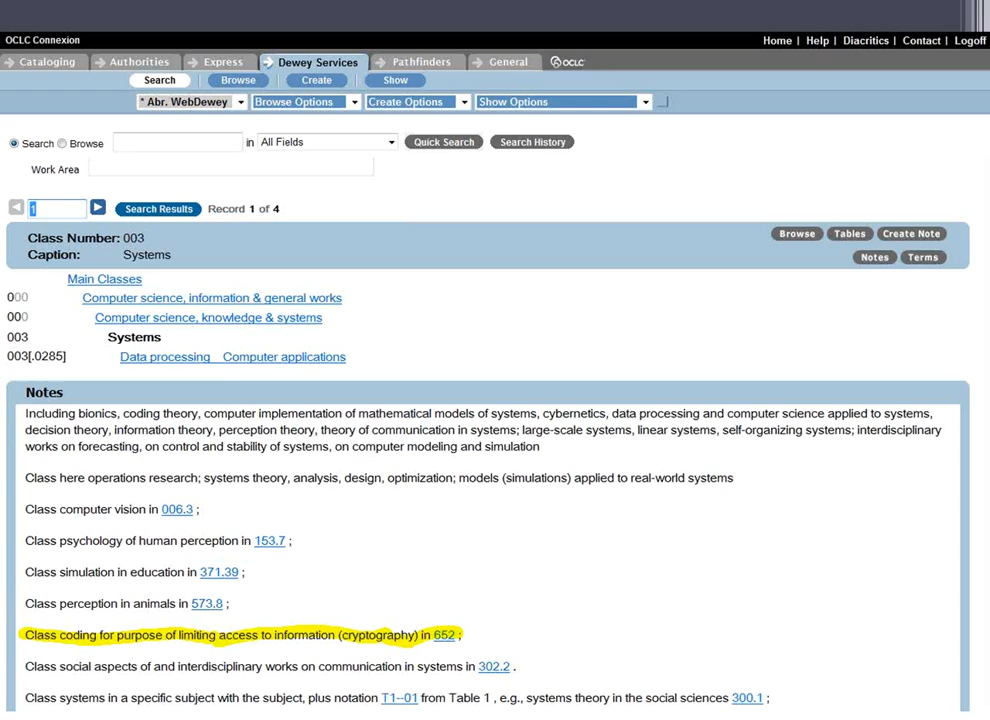 OCLC Connexion
Home | Help | Diacritics | Contact | Logoff
Cataloging Authorities Express Dewey Services Pathfinders General OCLC
Search Browse Create Show
* Abr. WebDewey Browse Options Create Options Show Options
Search Browse in All Fields Quick Search Search History
Work Area
1 Search Results Record 1 of 4
Class Number: 003 Browse Tables Create Note
Caption: Systems Notes Terms
Main Classes
000 Computer science, information & general works
000 Computer science, knowledge & systems
003 Systems
003[.0285] Data processing Computer applications
Notes
Including bionics, coding theory, computer implementation of mathematical models of systems, cybernetics, data processing and computer science applied to systems,
decision theory, information theory, perception theory, theory of communication in systems; large-scale systems, linear systems, self-organizing systems; interdisciplinary
works on forecasting, on control and stability of systems, on computer modeling and simulation
Class here operations research; systems theory, analysis, design, optimization; models (simulations) applied to real-world systems
Class computer vision in 006.3 ;
Class psychology of human perception in 153.7 ;
Class simulation in education in 371.39 ;
Class perception in animals in 573.8 ;
Class coding for purpose of limiting access to information (cryptography) in 652 ;
Class social aspects of and interdisciplinary works on communication in systems in 302.2 .
Class systems in a specific subject with the subject, plus notation T1--01 from Table 1 , e.g., systems theory in the social sciences 300.1 ;